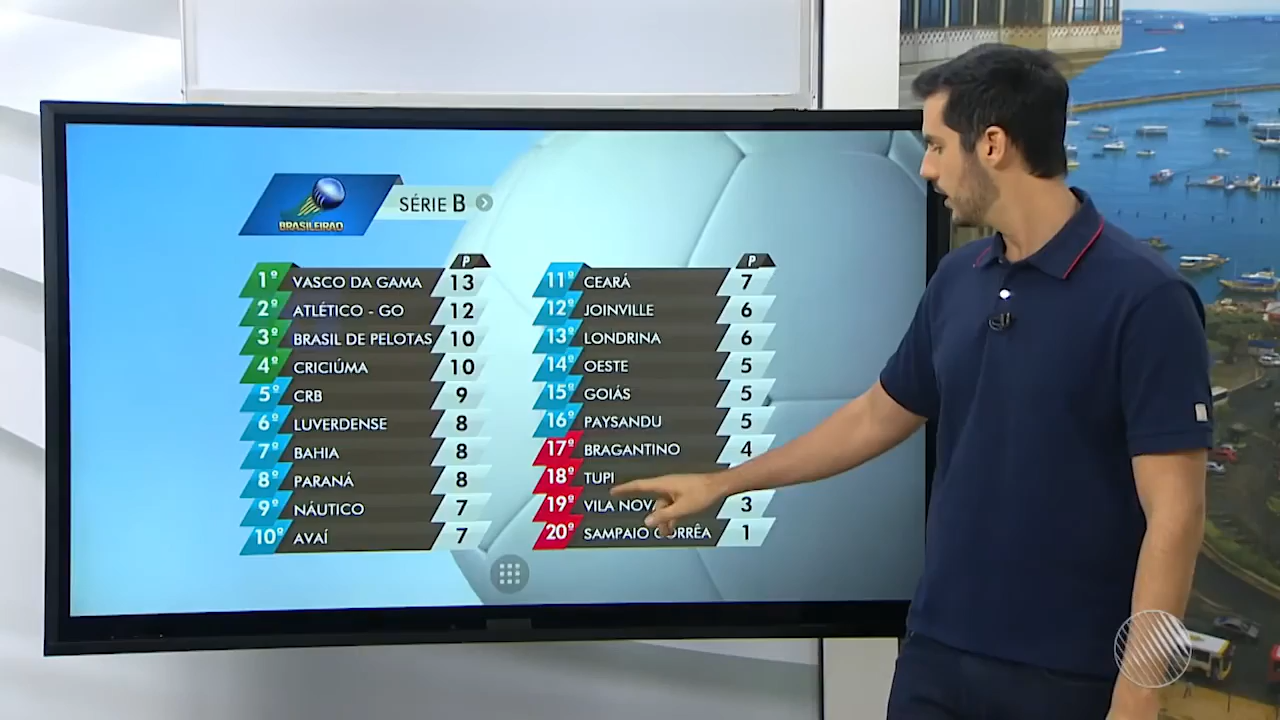 BRASILEIRÃO
SÉRIE B
P
1º VASCO DA GAMA 13
2º ATLÉTICO - GO 12
3º BRASIL DE PELOTAS 10
4º CRICIÚMA 10
5º CRB 9
6º LUVERDENSE 8
7º BAHIA 8
8º PARANÁ 8
9º NÁUTICO 7
10º AVAÍ 7
P
11º CEARÁ 7
12º JOINVILLE 6
13º LONDRINA 6
14º OESTE 5
15º GOIÁS 5
16º PAYSANDU 5
17º BRAGANTINO 4
18º TUPI
19º VILA NOVA 3
20º SAMPAIO CORRÊA 1